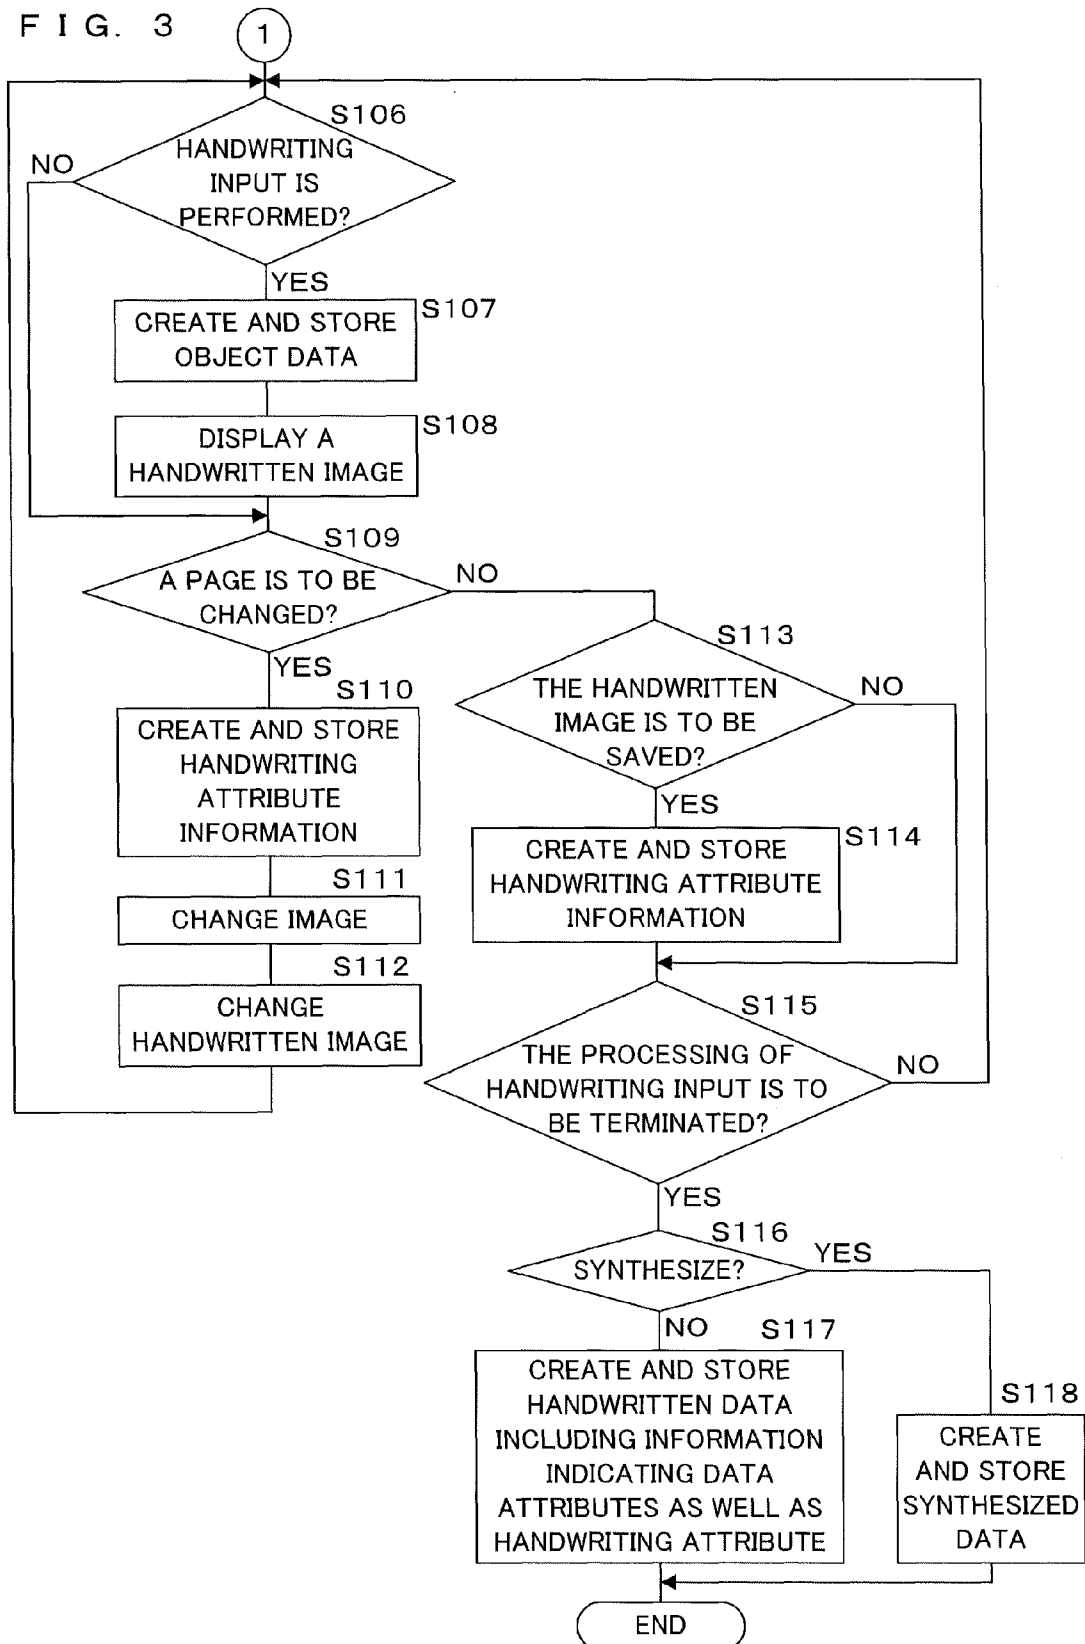 FIG. 3
1
S106
NO
HANDWRITING
INPUT IS
PERFORMED?
YES
S107
CREATE AND STORE
OBJECT DATA
S108
DISPLAY A
HANDWRITTEN IMAGE
S109
A PAGE IS TO BE
CHANGED?
NO
YES
S110
CREATE AND STORE
HANDWRITING
ATTRIBUTE
INFORMATION
S111
CHANGE IMAGE
S112
CHANGE
HANDWRITTEN IMAGE
S113
THE HANDWRITTEN
IMAGE IS TO BE
SAVED?
NO
YES
S114
CREATE AND STORE
HANDWRITING ATTRIBUTE
INFORMATION
S115
THE PROCESSING OF
HANDWRITING INPUT IS TO
BE TERMINATED?
NO
YES
S116
SYNTHESIZE?
YES
NO
S117
CREATE AND STORE
HANDWRITTEN DATA
INCLUDING INFORMATION
INDICATING DATA
ATTRIBUTES AS WELL AS
HANDWRITING ATTRIBUTE
S118
CREATE
AND STORE
SYNTHESIZED
DATA
END